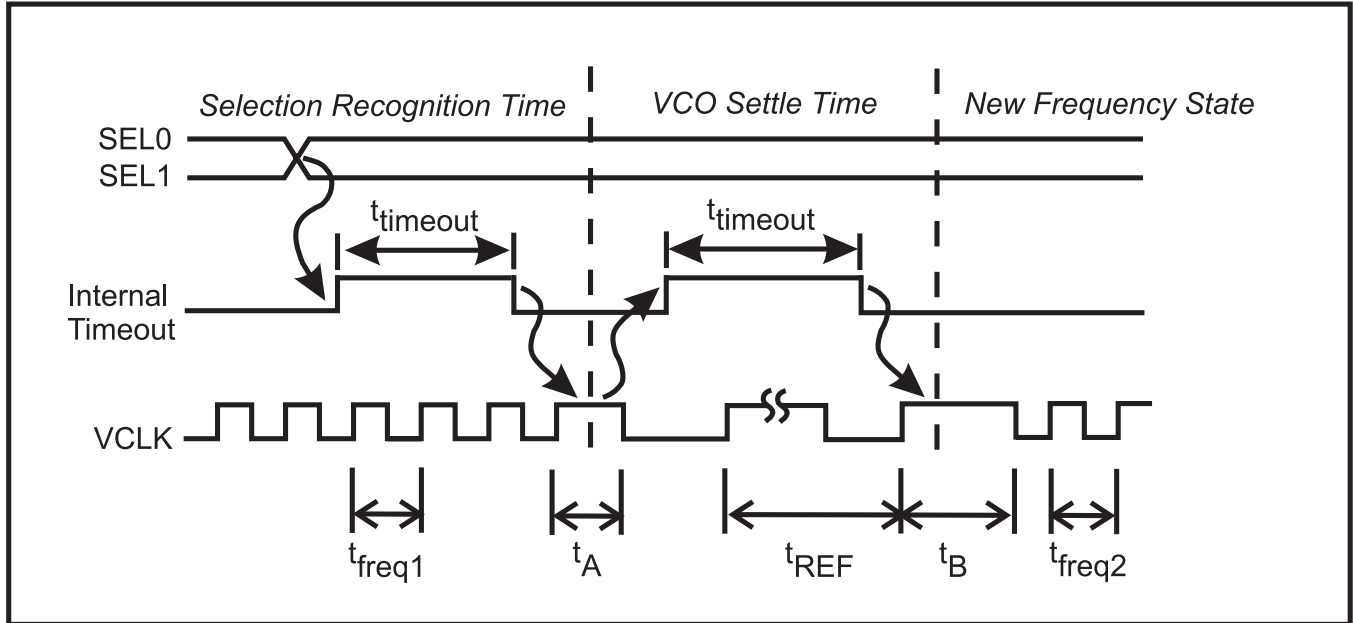 Selection Recognition Time
VCO Settle Time
New Frequency State
SEL0
SEL1
ttimeout
ttimeout
Internal
Timeout
VCLK
tfreq1
tA
tREF
tB
tfreq2